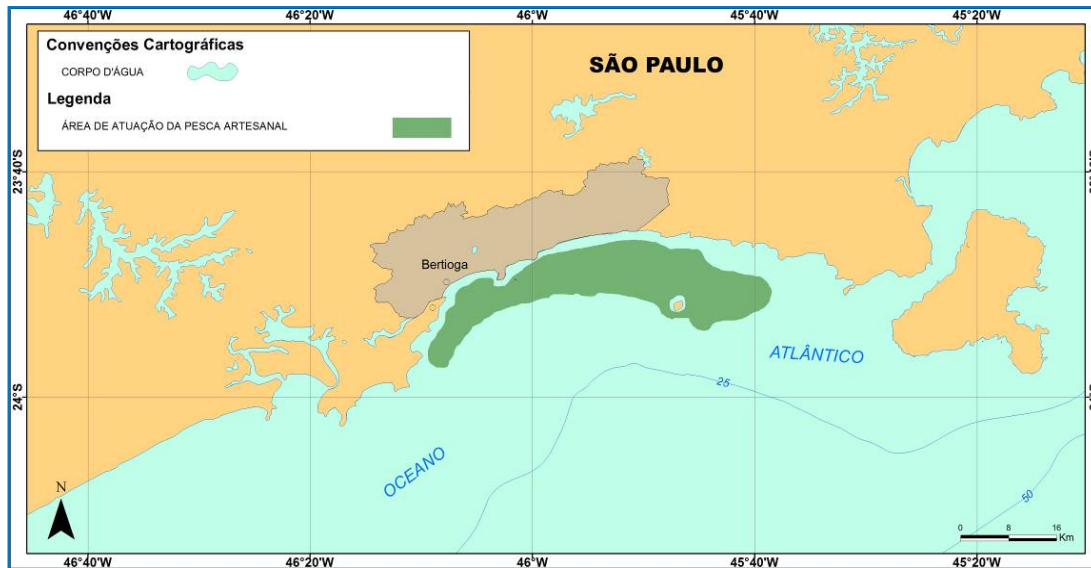 46°40'W 46°20'W 46°W 45°40'W 45°20'W
Convenções Cartográficas
CORPO D'ÁGUA
Legenda
ÁREA DE ATUAÇÃO DA PESCA ARTESANAL
SÃO PAULO
23°40'S
Bertioga
ATLÂNTICO
25
24°S
OCEANO
N
50
0 8 16
Km
46°40'W 46°20'W 46°W 45°40'W 45°20'W